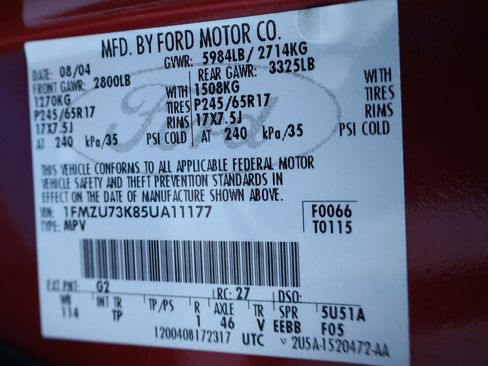 MFD. BY FORD MOTOR CO.
DATE: 08/04 GVWR: 5984LB/ 2714KG
FRONT GAWR: 2800LB REAR GAWR: 3325LB
1270KG WITH 1508KG WITH
P245/65R17 TIRES P245/65R17 TIRES
17X7.5J RIMS 17X7.5J RIMS
AT 240 kPa/35 PSI COLD AT 240 kPa/35 PSI COLD
Ford
THIS VEHICLE CONFORMS TO ALL APPLICABLE FEDERAL MOTOR
VEHICLE SAFETY AND THEFT PREVENTION STANDARDS IN
EFFECT ON THE DATE OF MANUFACTURE SHOWN ABOVE.
VIN: 1FMZU73K85UA11177 F0066
TYPE: MPV T0115
EXT PNT: G2 RC: 27 DSO:
WB INT TR TP/PS R AXLE TR SPR 5U51A
114 TP 1 46 V EEBB F05
1200408172317 UTC 2U5A-1520472-AA